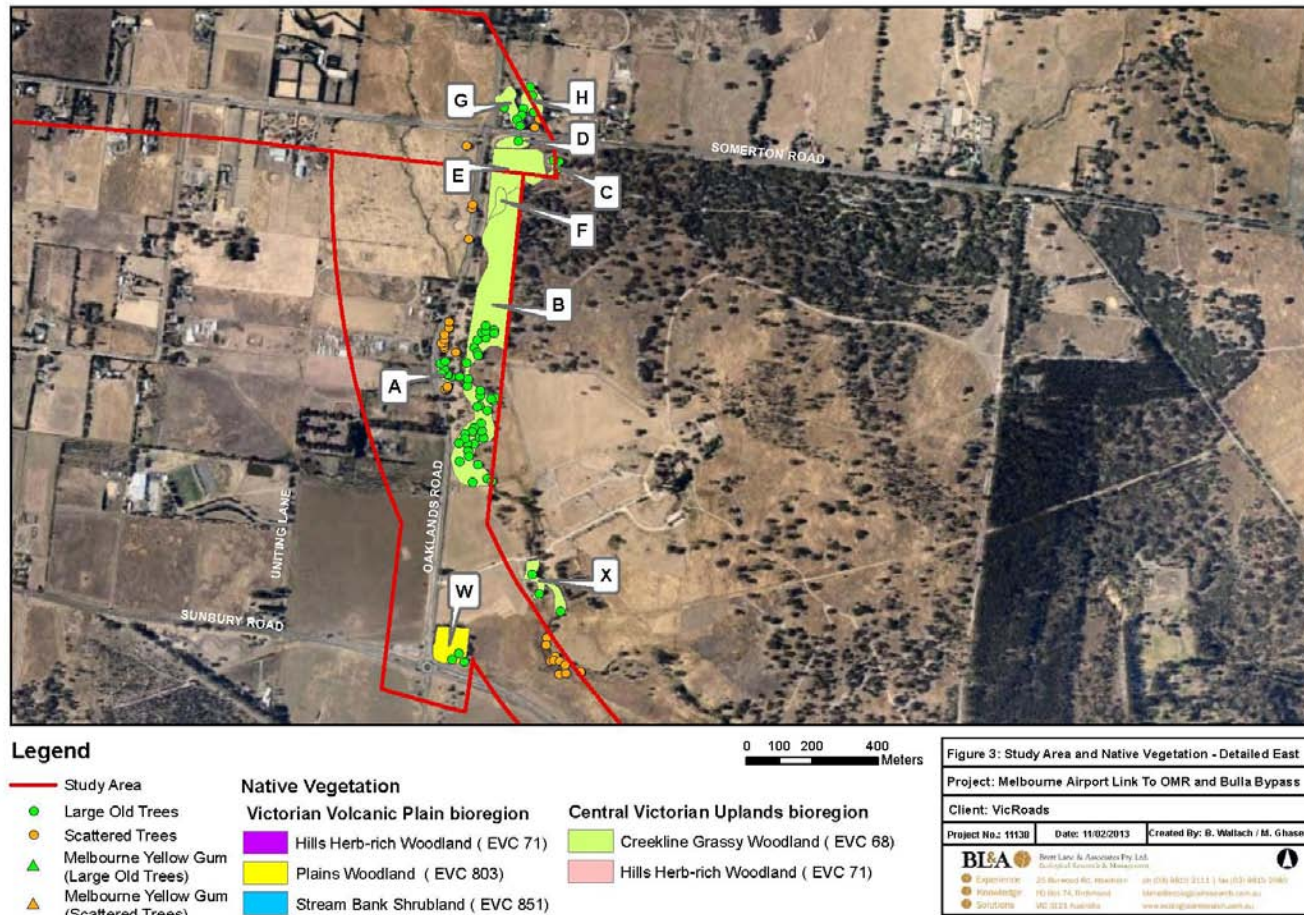 G
H
D
SOMERTON ROAD
E
C
F
B
A
OAKLANDS ROAD
UNITING LANE
X
W
SUNBURY ROAD
Legend
Study Area
Large Old Trees
Scattered Trees
Melbourne Yellow Gum
(Large Old Trees)
Melbourne Yellow Gum
(Scattered Trees)
Native Vegetation
Victorian Volcanic Plain bioregion
Hills Herb-rich Woodland ( EVC 71)
Plains Woodland ( EVC 803)
Stream Bank Shrubland ( EVC 851)
Central Victorian Uplands bioregion
Creekline Grassy Woodland ( EVC 68)
Hills Herb-rich Woodland ( EVC 71)
0 100 200 400
Meters
Figure 3: Study Area and Native Vegetation - Detailed East
Project: Melbourne Airport Link To OMR and Bulla Bypass
Client: VicRoads
Project No.: 11130 Date: 11/02/2013 Created By: B. Wallach / M. Ghase
BL&A Brett Lane & Associates Pty. Ltd.
Ecological Research & Management
Experience
Knowledge
Solutions